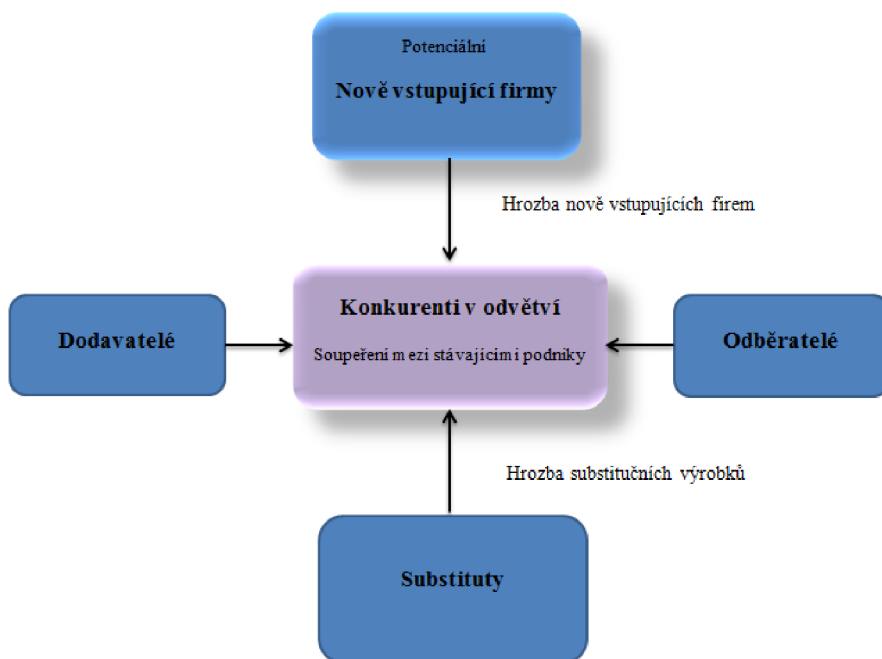 Potenciální
Nově vstupující firmy
Hrozba nově vstupujících firem
Konkurenti v odvětví
Soupeření mezi stávajícími podniky
Dodavatelé
Odběratelé
Hrozba substitučních výrobků
Substituty